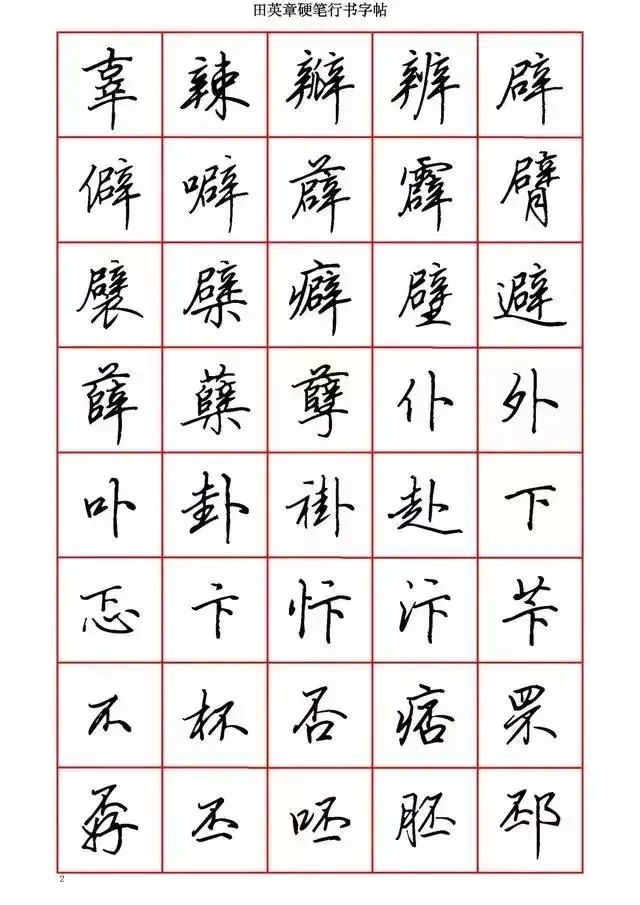 田英章硬笔行书字帖
辜 辣 瓣 辨 辟
僻 噼 薜 霹 臂
襞 檗 癖 壁 避
薛 蘖 孽 仆 外
卟 卦 褂 赴 下
忑 卞 忭 汴 苄
不 杯 否 痞 罘
孬 丕 呸 胚 邳
2